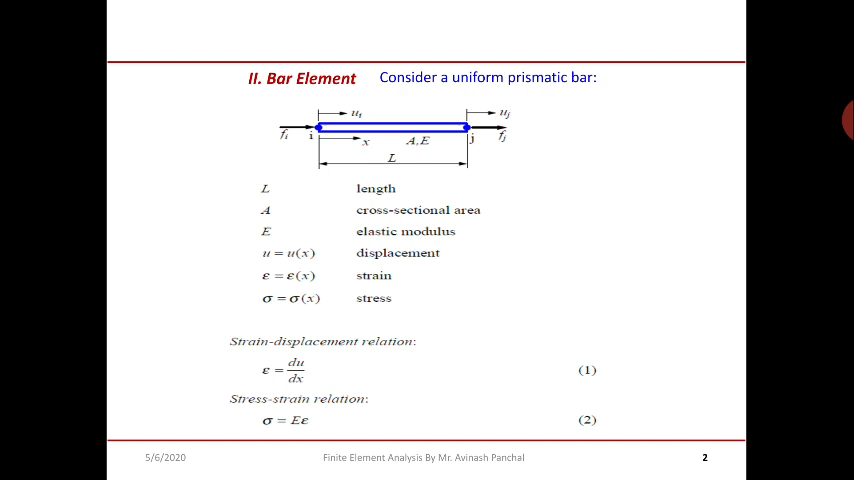 II. Bar Element Consider a uniform prismatic bar:
uᵢ uⱼ
fᵢ i x A,E j fⱼ
L
L length
A cross-sectional area
E elastic modulus
u = u(x) displacement
ε = ε(x) strain
σ = σ(x) stress
Strain-displacement relation:
ε = du/dx (1)
Stress-strain relation:
σ = Eε (2)
5/6/2020 Finite Element Analysis By Mr. Avinash Panchal 2